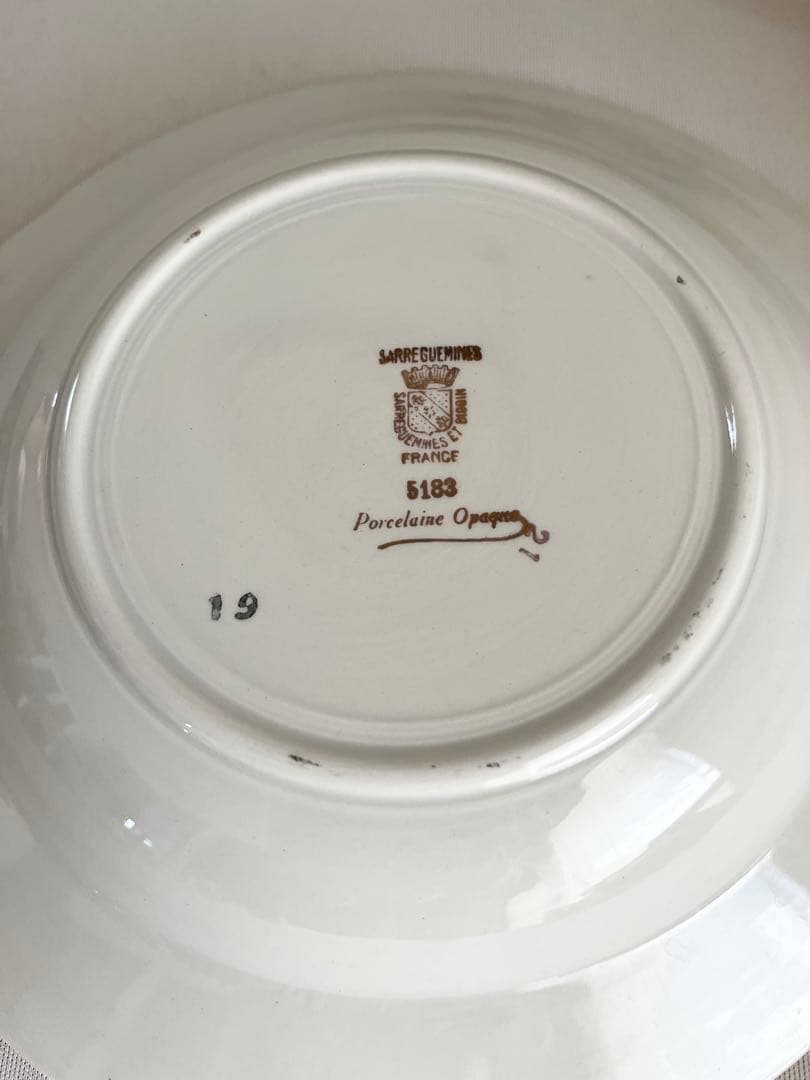 SARREGUEMINES
SARREGUEMINES ET DIGOIN
FRANCE
5183
Porcelaine Opaque
19